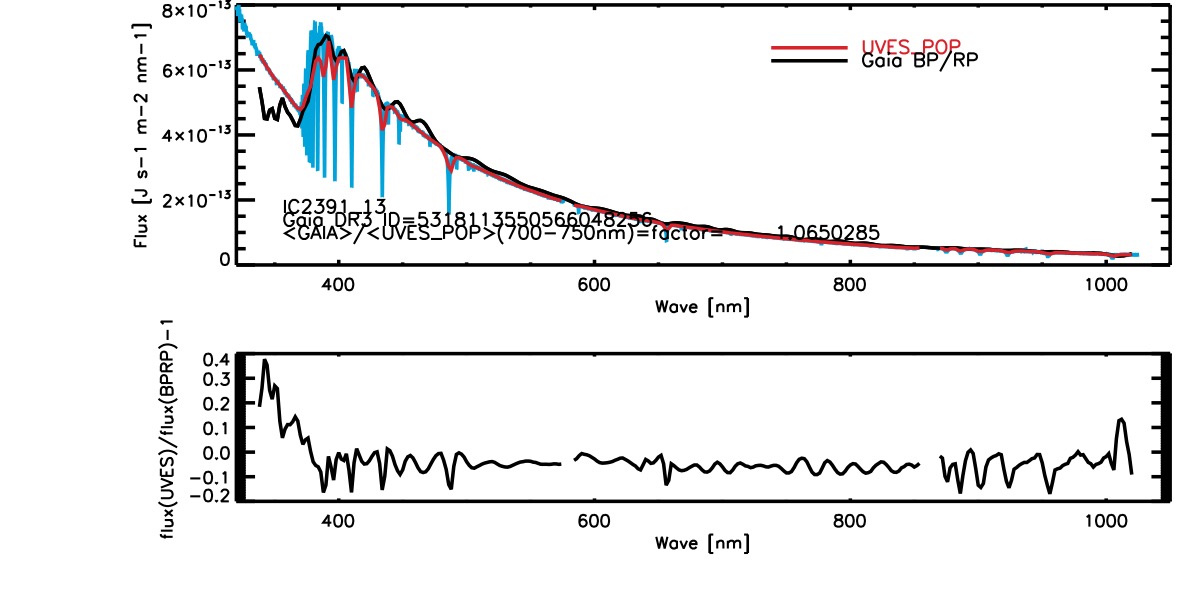 8×10−13
6×10−13
4×10−13
2×10−13
0
Flux [J s−1 m−2 nm−1]
UVES_POP
Gaia BP/RP
IC2391_13
Gaia DR3 ID=5318113550566048256
<GAIA>/<UVES_POP>(700−750nm)=factor= 1.0650285
400 600 800 1000
Wave [nm]
0.4
0.3
0.2
0.1
0.0
−0.1
−0.2
flux(UVES)/flux(BPRP)−1
400 600 800 1000
Wave [nm]